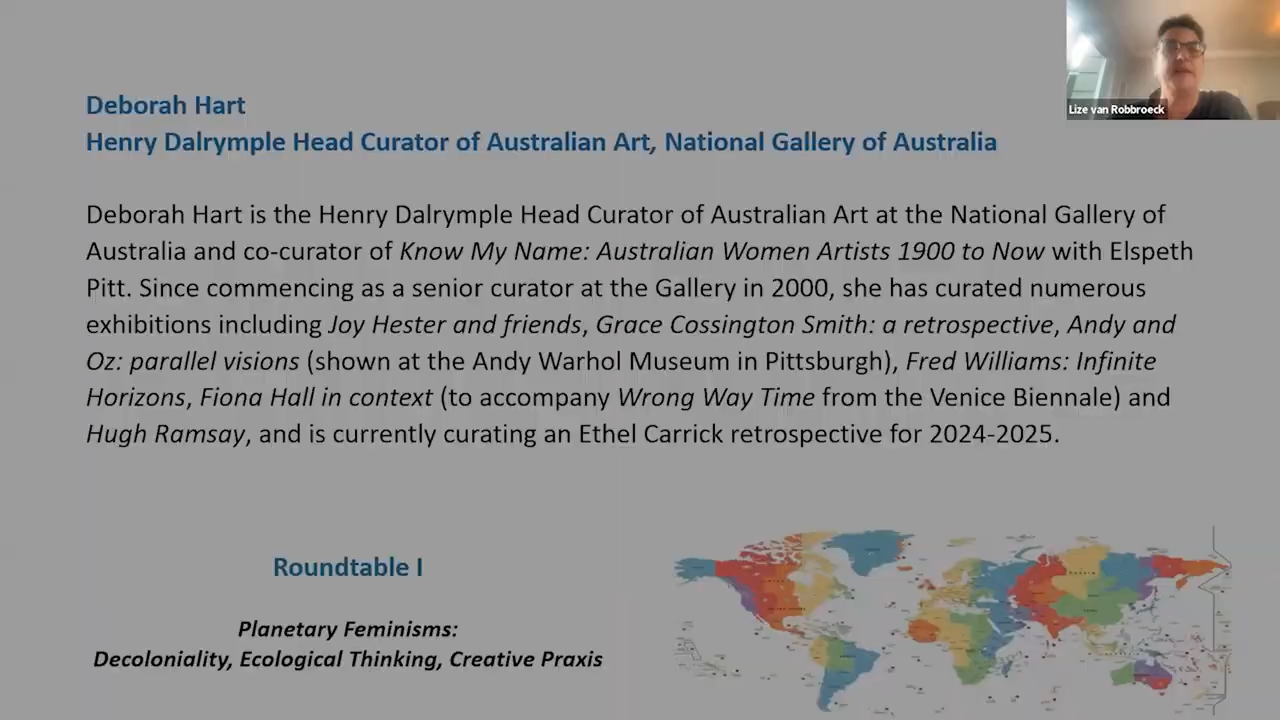 Lize van Robbroeck
Deborah Hart
Henry Dalrymple Head Curator of Australian Art, National Gallery of Australia
Deborah Hart is the Henry Dalrymple Head Curator of Australian Art at the National Gallery of
Australia and co-curator of Know My Name: Australian Women Artists 1900 to Now with Elspeth
Pitt. Since commencing as a senior curator at the Gallery in 2000, she has curated numerous
exhibitions including Joy Hester and friends, Grace Cossington Smith: a retrospective, Andy and
Oz: parallel visions (shown at the Andy Warhol Museum in Pittsburgh), Fred Williams: Infinite
Horizons, Fiona Hall in context (to accompany Wrong Way Time from the Venice Biennale) and
Hugh Ramsay, and is currently curating an Ethel Carrick retrospective for 2024-2025.
Roundtable I
Planetary Feminisms:
Decoloniality, Ecological Thinking, Creative Praxis